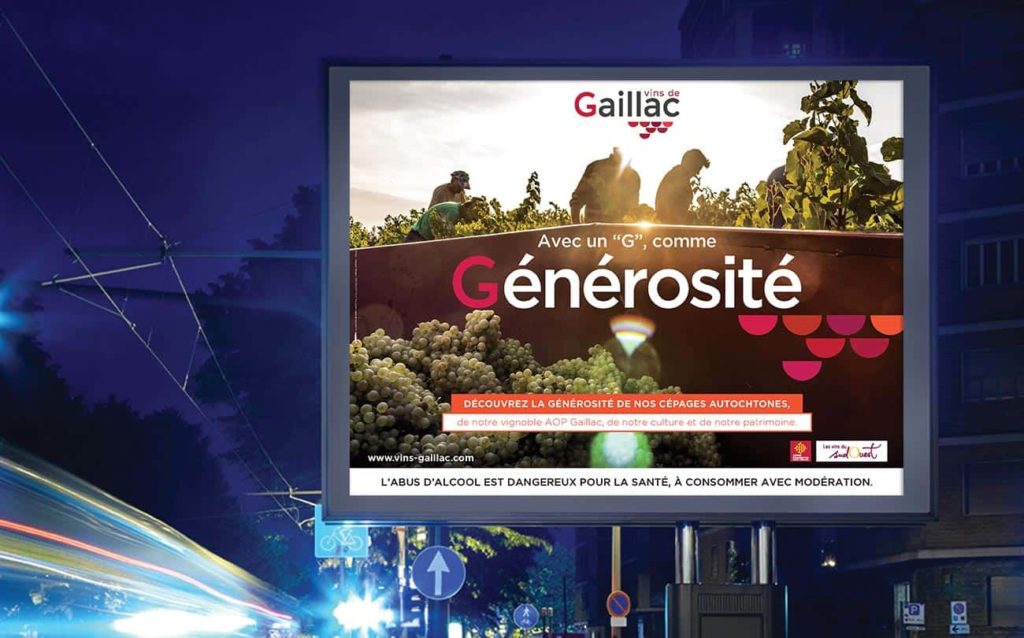 vins de
Gaillac
Avec un “G”, comme
Générosité
DÉCOUVREZ LA GÉNÉROSITÉ DE NOS CÉPAGES AUTOCHTONES,
de notre vignoble AOP Gaillac, de notre culture et de notre patrimoine.
www.vins-gaillac.com
Les vins du
sudOuest
L'ABUS D'ALCOOL EST DANGEREUX POUR LA SANTÉ, À CONSOMMER AVEC MODÉRATION.
P